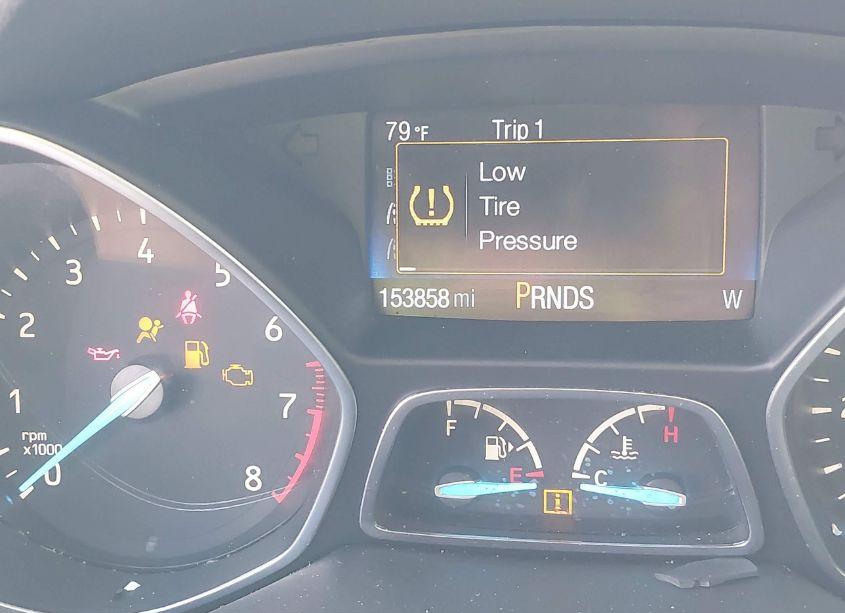 79°F Trip 1
Low
Tire
Pressure
153858 mi PRNDS W
0
1
2
3
4
5
6
7
8
rpm
x1000
F
E
i
H
C